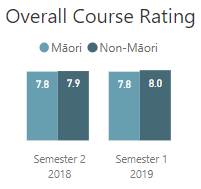 Overall Course Rating
Māori Non-Māori
7.8 7.9 7.8 8.0
Semester 2 Semester 1
2018 2019